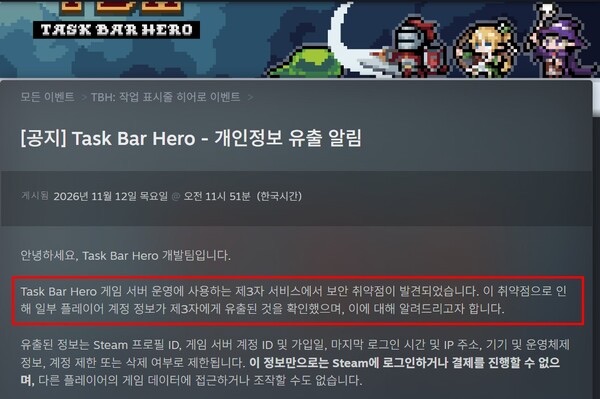 TBH
TASK BAR HERO
모든 이벤트 > TBH: 작업 표시줄 히어로 이벤트 >
[공지] Task Bar Hero - 개인정보 유출 알림
게시됨 2026년 11월 12일 목요일 @ 오전 11시 51분 (한국시간)
안녕하세요, Task Bar Hero 개발팀입니다.
Task Bar Hero 게임 서버 운영에 사용하는 제3자 서비스에서 보안 취약점이 발견되었습니다. 이 취약점으로 인
해 일부 플레이어 계정 정보가 제3자에게 유출된 것을 확인했으며, 이에 대해 알려드리고자 합니다.
유출된 정보는 Steam 프로필 ID, 게임 서버 계정 ID 및 가입일, 마지막 로그인 시간 및 IP 주소, 기기 및 운영체제
정보, 계정 제한 또는 삭제 여부로 제한됩니다. 이 정보만으로는 Steam에 로그인하거나 결제를 진행할 수 없으
며, 다른 플레이어의 게임 데이터에 접근하거나 조작할 수도 없습니다.